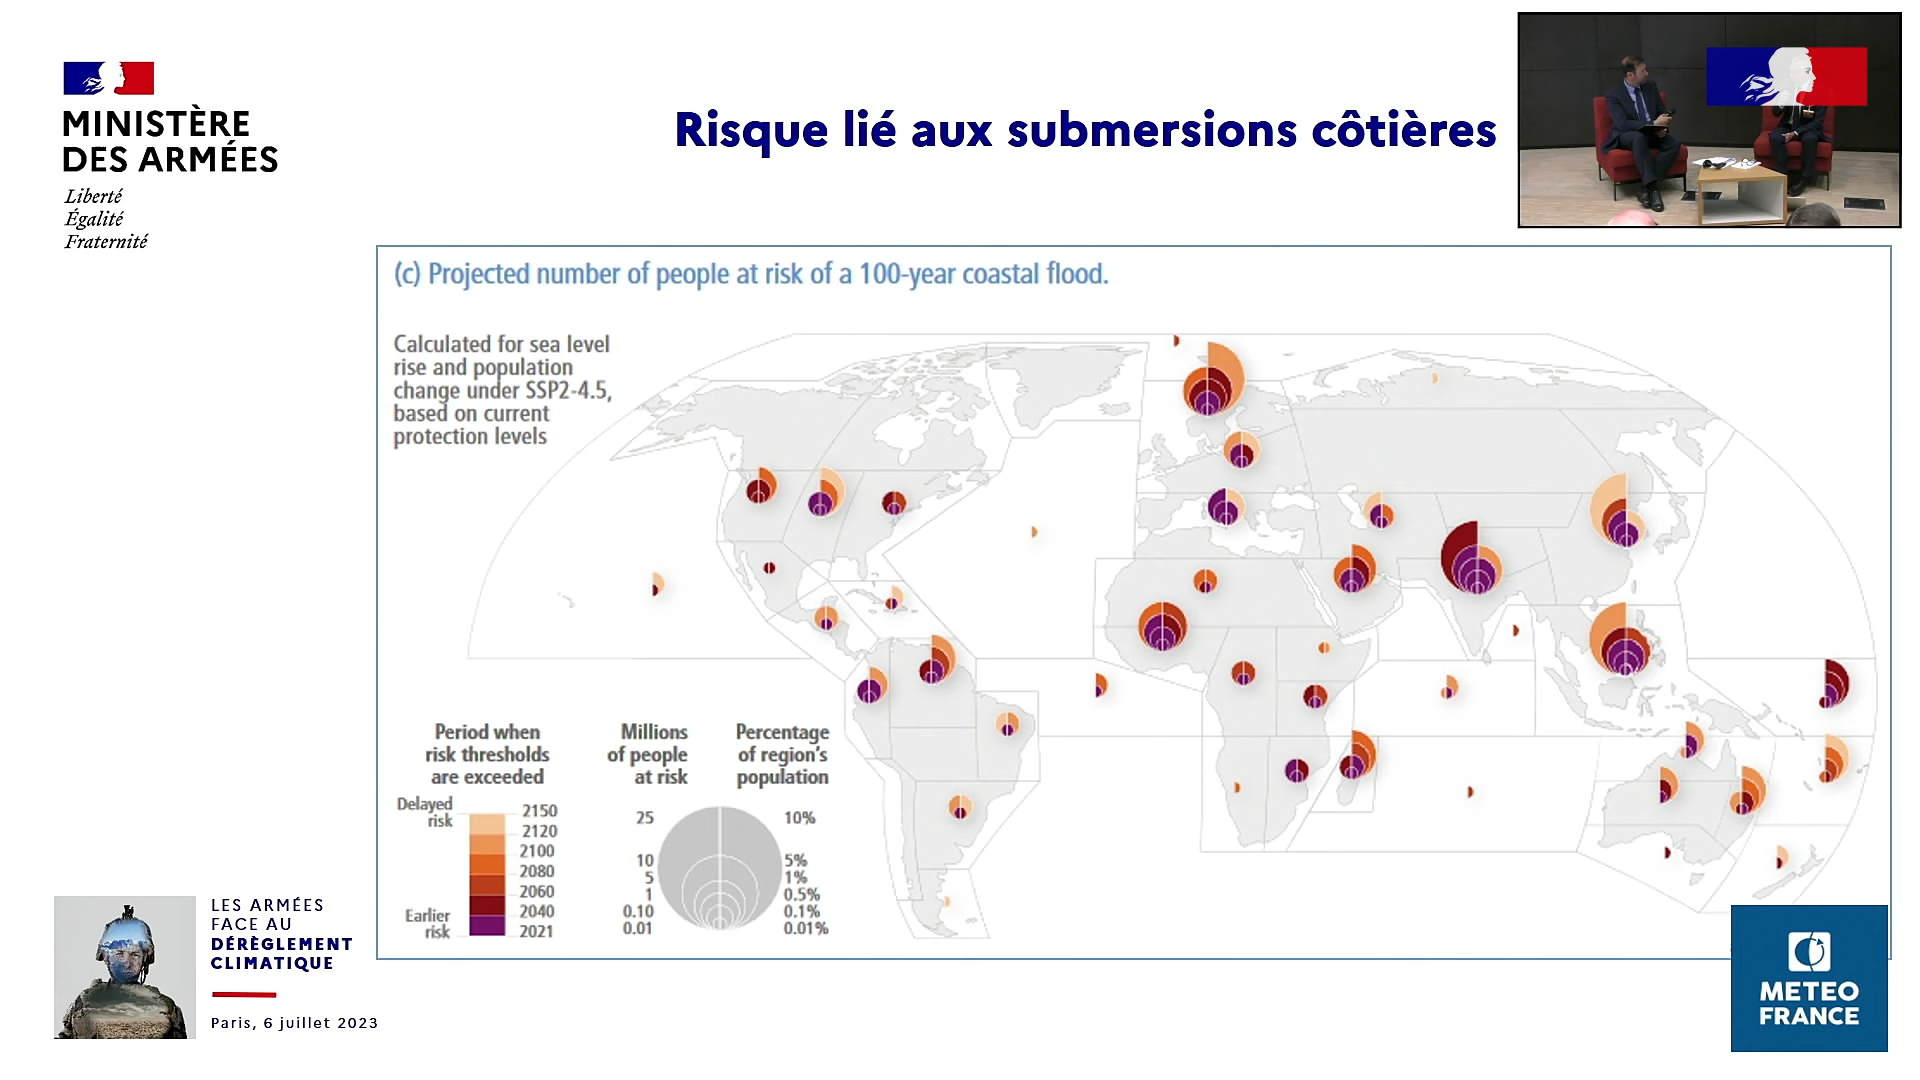 MINISTÈRE
DES ARMÉES
Liberté
Égalité
Fraternité
Risque lié aux submersions côtières
(c) Projected number of people at risk of a 100-year coastal flood.
Calculated for sea level
rise and population
change under SSP2-4.5,
based on current
protection levels
Period when
risk thresholds
are exceeded
Delayed
risk
2150
2120
2100
2080
2060
2040
2021
Earlier
risk
Millions
of people
at risk
25
10
5
1
0.10
0.01
Percentage
of region's
population
10%
5%
1%
0.5%
0.1%
0.01%
LES ARMÉES
FACE AU
DÉRÈGLEMENT
CLIMATIQUE
Paris, 6 juillet 2023
METEO
FRANCE